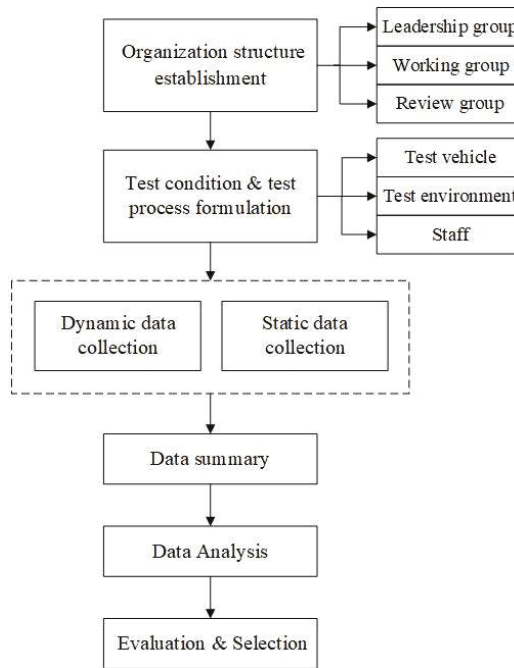 Organization structure
establishment
Leadership group
Working group
Review group
Test condition & test
process formulation
Test vehicle
Test environment
Staff
Dynamic data
collection
Static data
collection
Data summary
Data Analysis
Evaluation & Selection